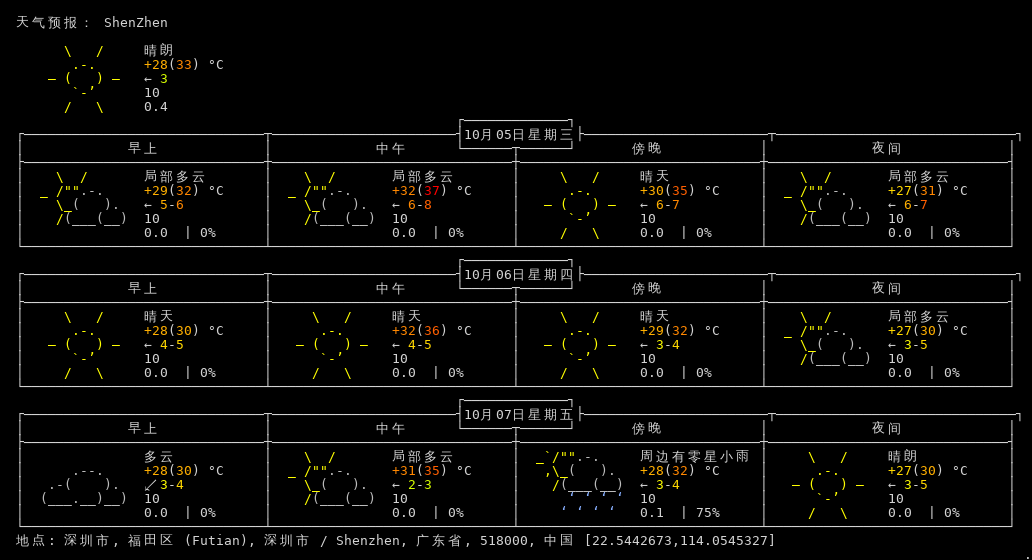 天气预报： ShenZhen
晴朗
+28(33) °C
← 3
10
0.4
10月05日星期三
早上 中午 傍晚 夜间
局部多云 局部多云 晴天 局部多云
+29(32) °C +32(37) °C +30(35) °C +27(31) °C
← 5-6 ← 6-8 ← 6-7 ← 6-7
10 10 10 10
0.0 | 0% 0.0 | 0% 0.0 | 0% 0.0 | 0%
10月06日星期四
早上 中午 傍晚 夜间
晴天 晴天 晴天 局部多云
+28(30) °C +32(36) °C +29(32) °C +27(30) °C
← 4-5 ← 4-5 ← 3-4 ← 3-5
10 10 10 10
0.0 | 0% 0.0 | 0% 0.0 | 0% 0.0 | 0%
10月07日星期五
早上 中午 傍晚 夜间
多云 局部多云 周边有零星小雨 晴朗
+28(30) °C +31(35) °C +28(32) °C +27(30) °C
↙ 3-4 ← 2-3 ← 3-4 ← 3-5
10 10 10 10
0.0 | 0% 0.0 | 0% 0.1 | 75% 0.0 | 0%
地点: 深圳市, 福田区 (Futian), 深圳市 / Shenzhen, 广东省, 518000, 中国 [22.5442673,114.0545327]